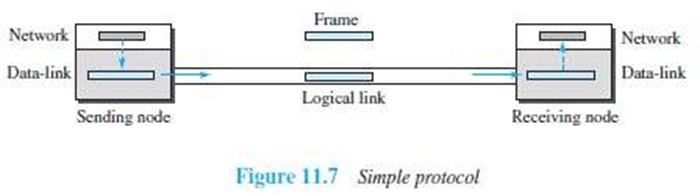 Frame
Network
Network
Data-link
Data-link
Logical link
Sending node
Receiving node
Figure 11.7 Simple protocol